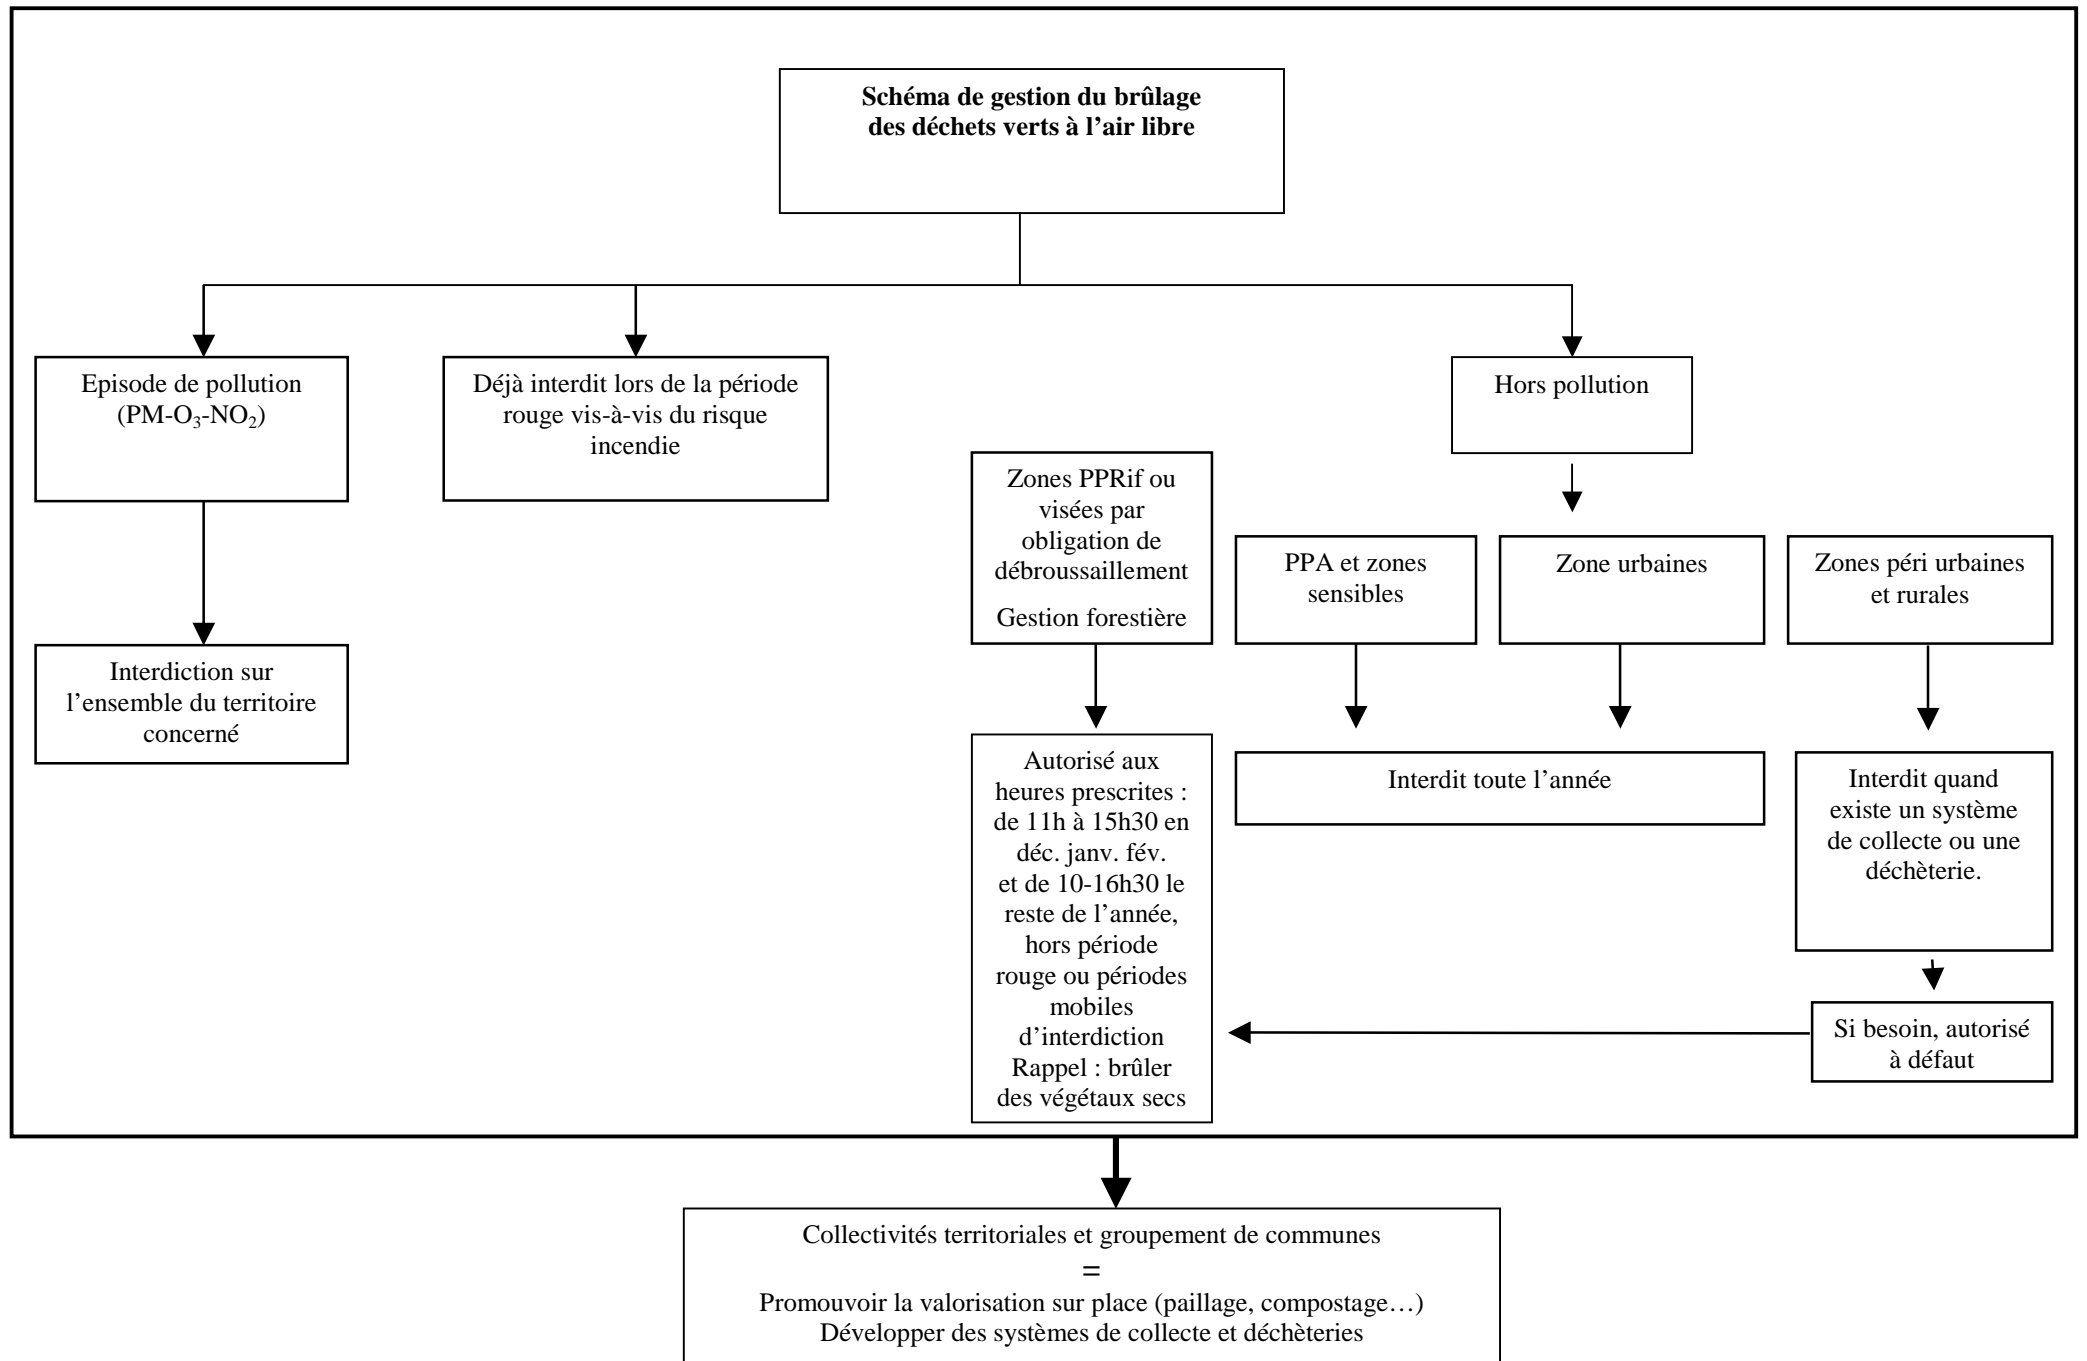 Schéma de gestion du brûlage
des déchets verts à l’air libre
Episode de pollution
(PM-O₃-NO₂)
Déjà interdit lors de la période
rouge vis-à-vis du risque
incendie
Hors pollution
Zones PPRif ou
visées par
obligation de
débroussaillement
Gestion forestière
PPA et zones
sensibles
Zone urbaines
Zones péri urbaines
et rurales
Interdiction sur
l’ensemble du territoire
concerné
Autorisé aux
heures prescrites :
de 11h à 15h30 en
déc. janv. fév.
et de 10-16h30 le
reste de l’année,
hors période
rouge ou périodes
mobiles
d’interdiction
Rappel : brûler
des végétaux secs
Interdit toute l’année
Interdit quand
existe un système
de collecte ou une
déchèterie.
Si besoin, autorisé
à défaut
Collectivités territoriales et groupement de communes
=
Promouvoir la valorisation sur place (paillage, compostage…)
Développer des systèmes de collecte et déchèteries